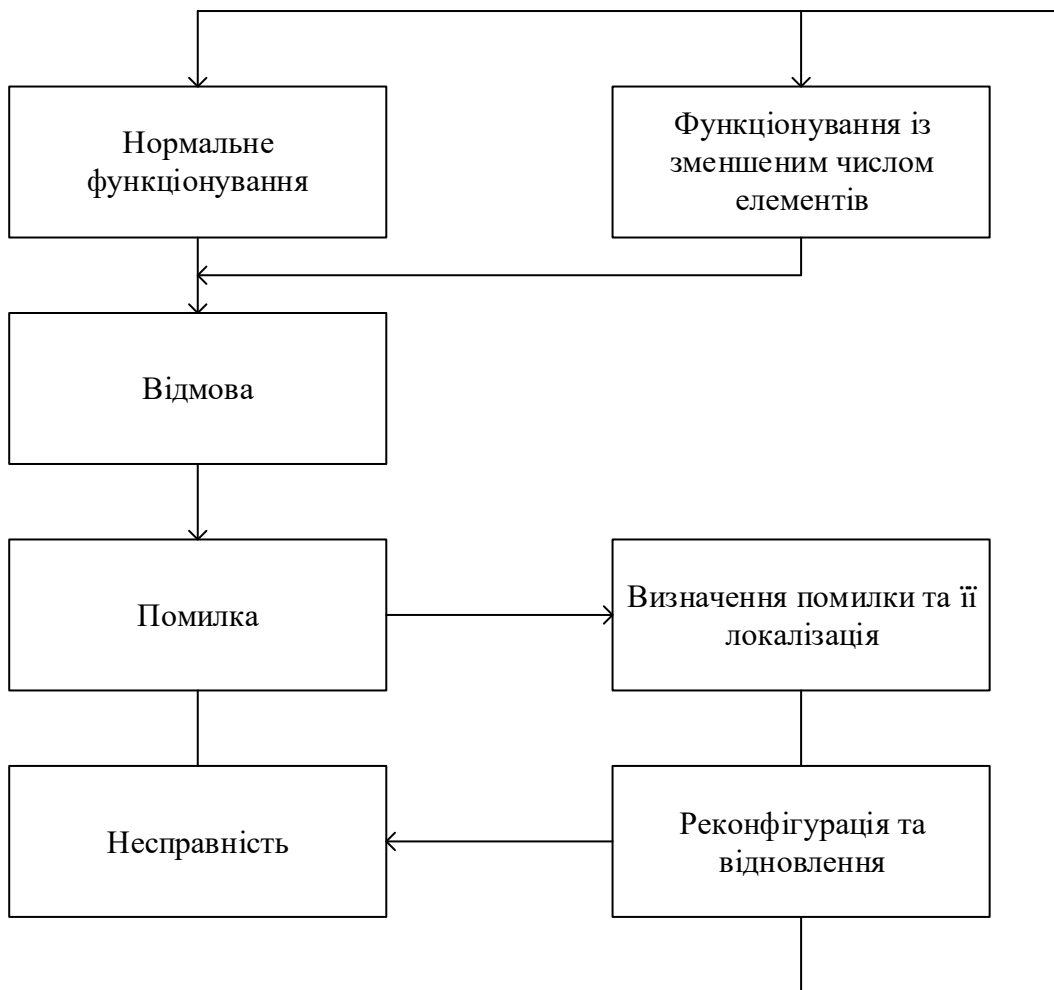 Нормальне
функціонування
Функціонування із
зменшеним числом
елементів
Відмова
Помилка
Визначення помилки та її
локалізація
Несправність
Реконфігурація та
відновлення